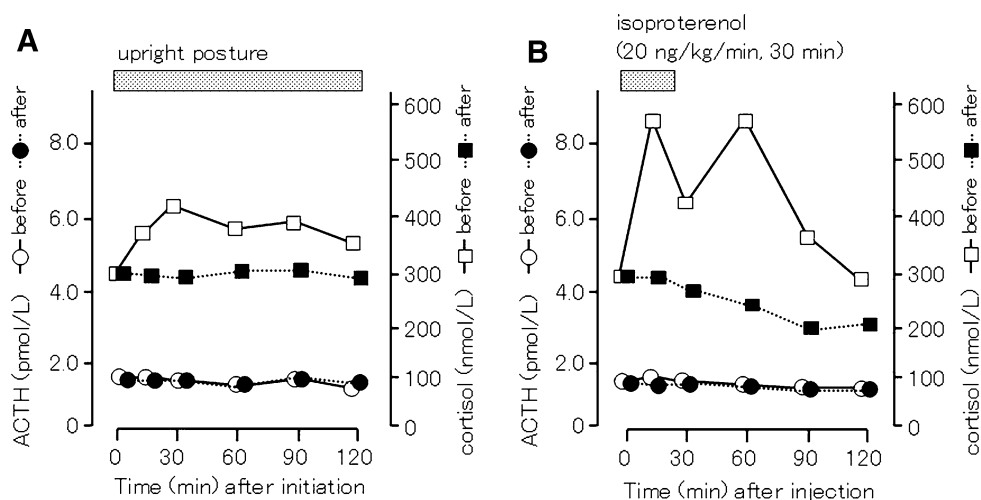 A
upright posture
ACTH (pmol/L) before after
8.0
6.0
4.0
2.0
0
600
500
400
300
200
100
0
cortisol (nmol/L) before after
0 30 60 90 120
Time (min) after initiation
B
isoproterenol
(20 ng/kg/min, 30 min)
ACTH (pmol/L) before after
8.0
6.0
4.0
2.0
0
600
500
400
300
200
100
0
cortisol (nmol/L) before after
0 30 60 90 120
Time (min) after injection